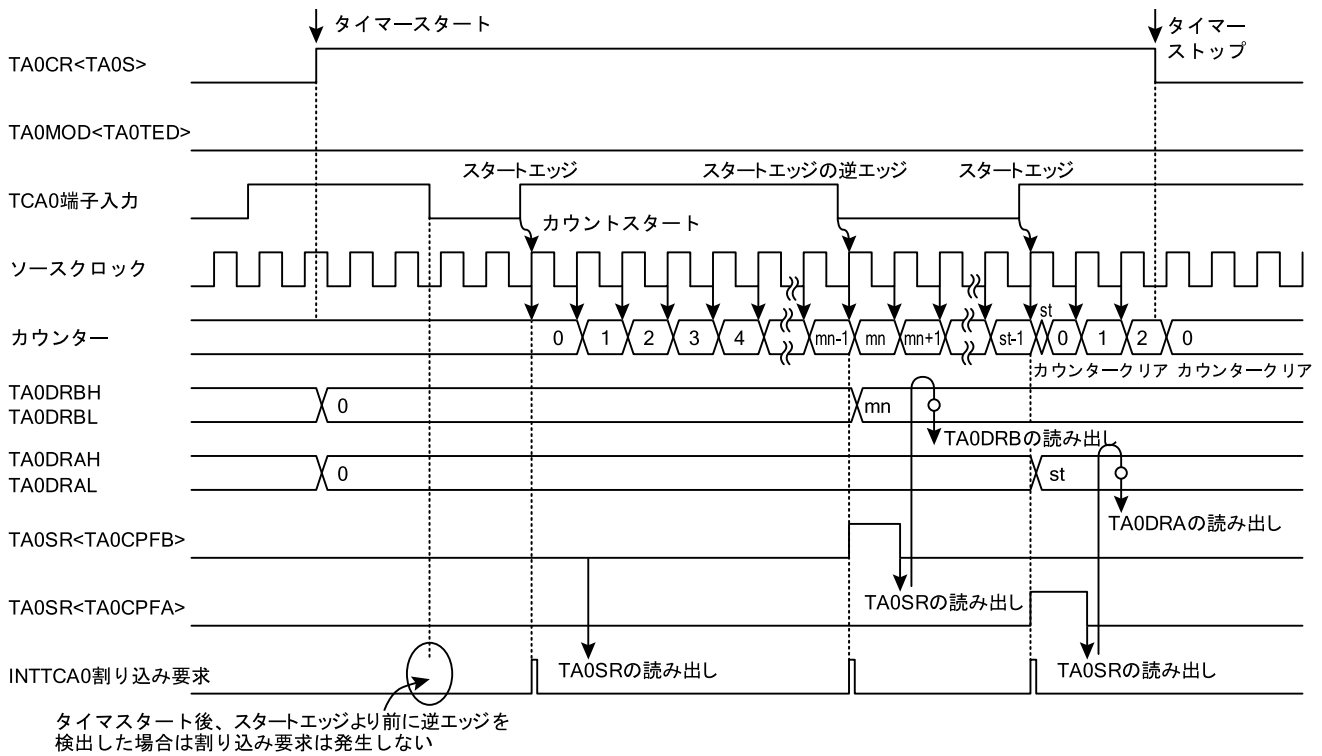 タイマースタート
タイマー
ストップ
TA0CR<TA0S>
TA0MOD<TA0TED>
スタートエッジ
スタートエッジの逆エッジ
スタートエッジ
TCA0端子入力
カウントスタート
ソースクロック
カウンター
0
1
2
3
4
mn-1
mn
mn+1
st-1
st
0
1
2
0
カウンタークリア
カウンタークリア
TA0DRBH
TA0DRBL
0
mn
TA0DRBの読み出し
TA0DRAH
TA0DRAL
0
st
TA0DRAの読み出し
TA0SR<TA0CPFB>
TA0SRの読み出し
TA0SR<TA0CPFA>
TA0SRの読み出し
TA0SRの読み出し
INTTCA0割り込み要求
タイマスタート後、スタートエッジより前に逆エッジを
検出した場合は割り込み要求は発生しない